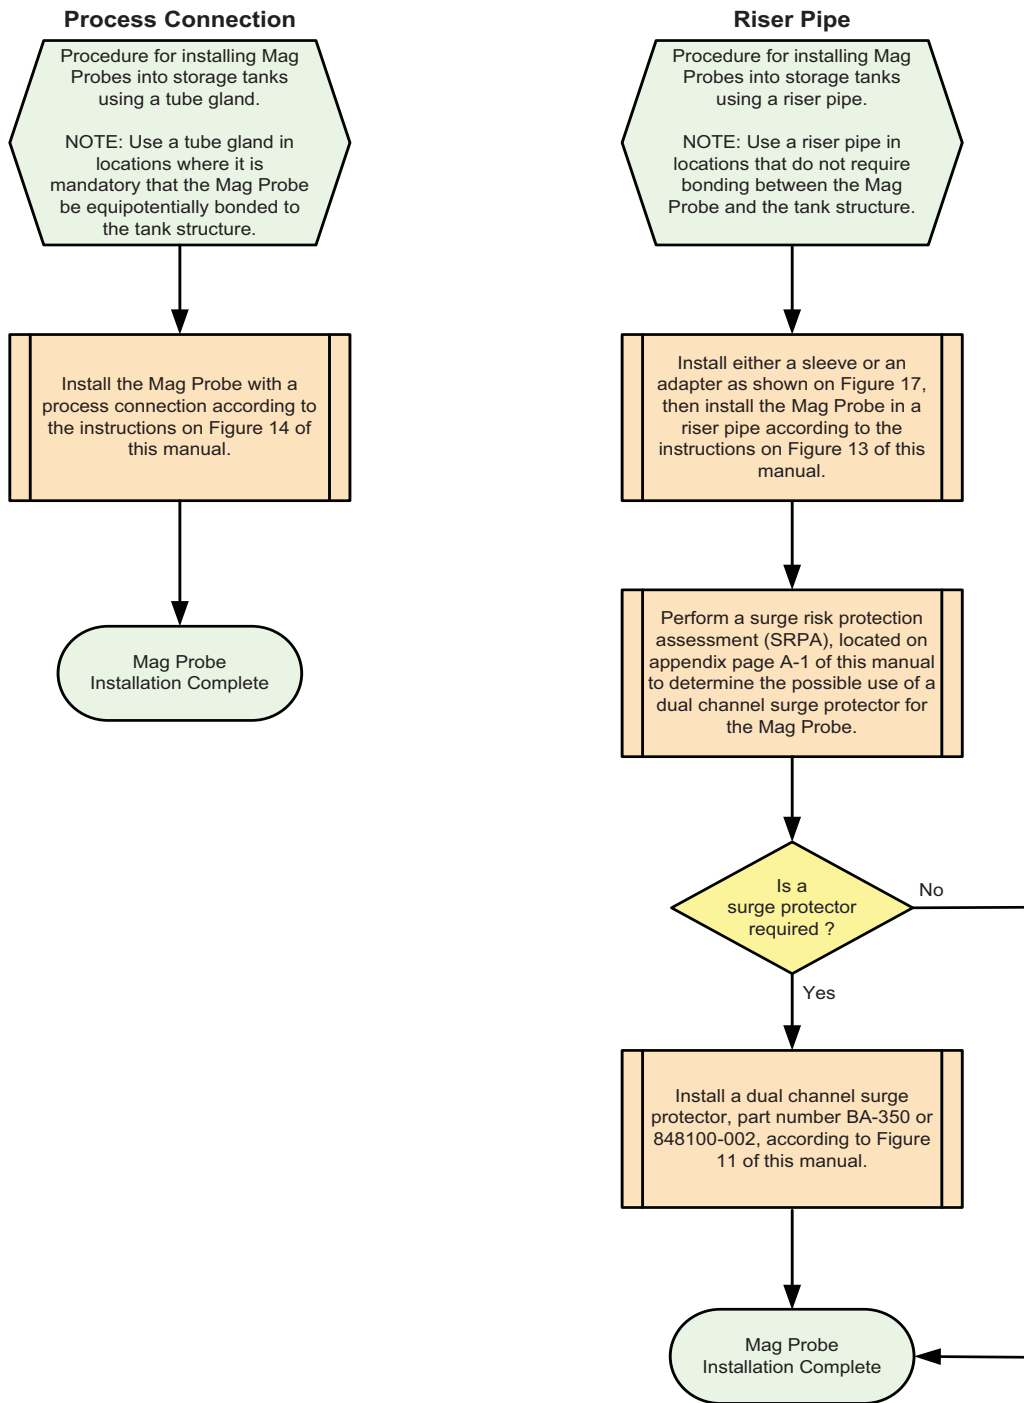 Process Connection
Procedure for installing Mag
Probes into storage tanks
using a tube gland.
NOTE: Use a tube gland in
locations where it is
mandatory that the Mag Probe
be equipotentially bonded to
the tank structure.
Install the Mag Probe with a
process connection according to
the instructions on Figure 14 of
this manual.
Mag Probe
Installation Complete
Riser Pipe
Procedure for installing Mag
Probes into storage tanks
using a riser pipe.
NOTE: Use a riser pipe in
locations that do not require
bonding between the Mag
Probe and the tank structure.
Install either a sleeve or an
adapter as shown on Figure 17,
then install the Mag Probe in a
riser pipe according to the
instructions on Figure 13 of this
manual.
Perform a surge risk protection
assessment (SRPA), located on
appendix page A-1 of this manual
to determine the possible use of a
dual channel surge protector for
the Mag Probe.
Is a
surge protector
required ?
No
Yes
Install a dual channel surge
protector, part number BA-350 or
848100-002, according to Figure
11 of this manual.
Mag Probe
Installation Complete